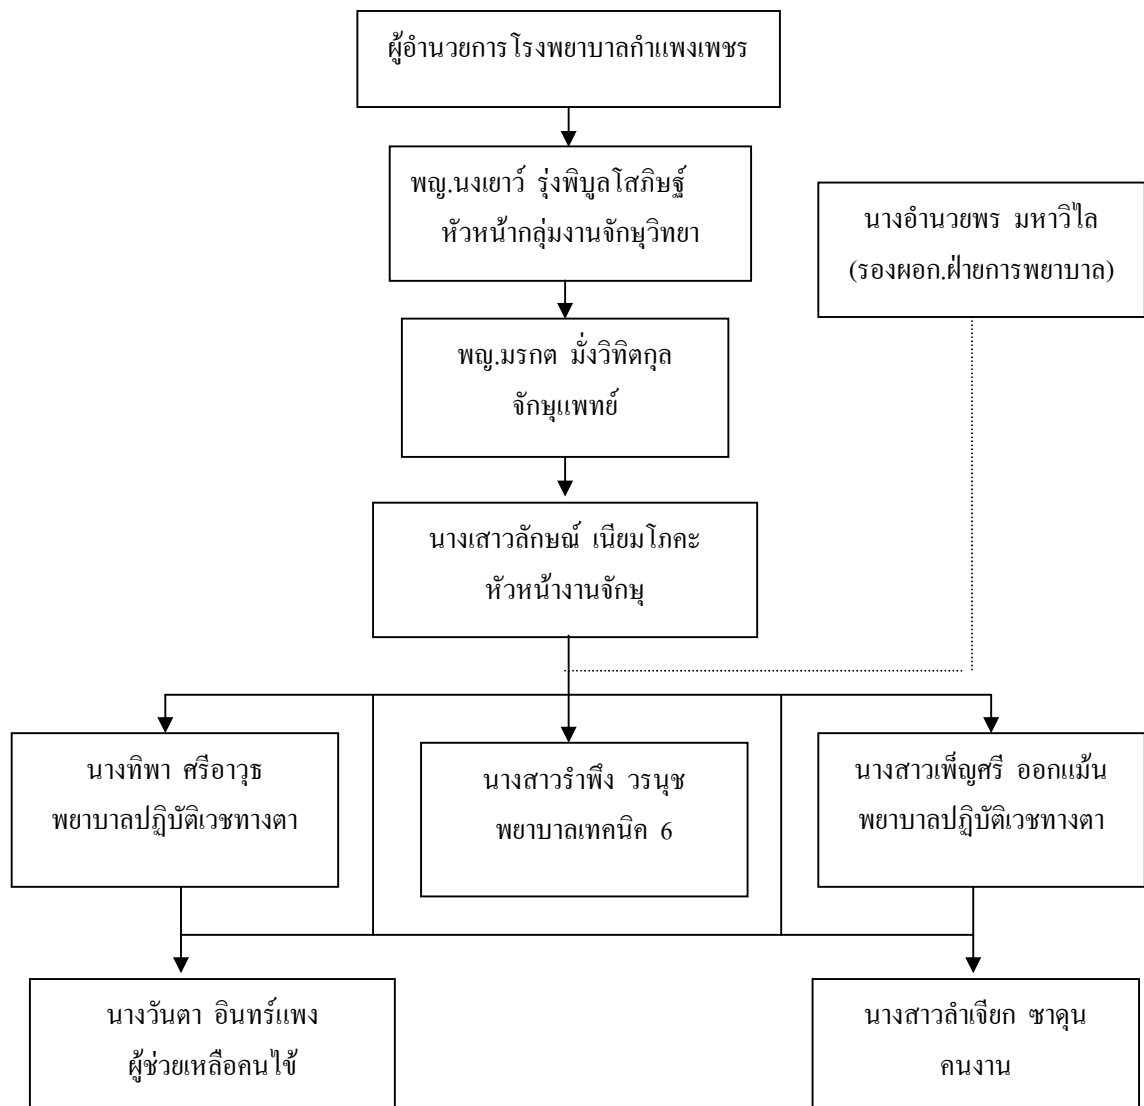 ผู้อำนวยการโรงพยาบาลกำแพงเพชร
พญ.นงเยาว์ รุ่งพิบูลโสภิษฐ์
หัวหน้ากลุ่มงานจักษุวิทยา
นางอำนวยพร มหาวิไล
(รองผอก.ฝ่ายการพยาบาล)
พญ.มรกต มั่งวิทิตกุล
จักษุแพทย์
นางเสาวลักษณ์ เนียมโภคะ
หัวหน้างานจักษุ
นางทิพา ศรีอาวุธ
พยาบาลปฏิบัติเวชทางตา
นางสาวรำพึง วรนุช
พยาบาลเทคนิค 6
นางสาวเพ็ญศรี ออกแม้น
พยาบาลปฏิบัติเวชทางตา
นางวันตา อินทร์แพง
ผู้ช่วยเหลือคนไข้
นางสาวลำเจียก ซาดุน
คนงาน